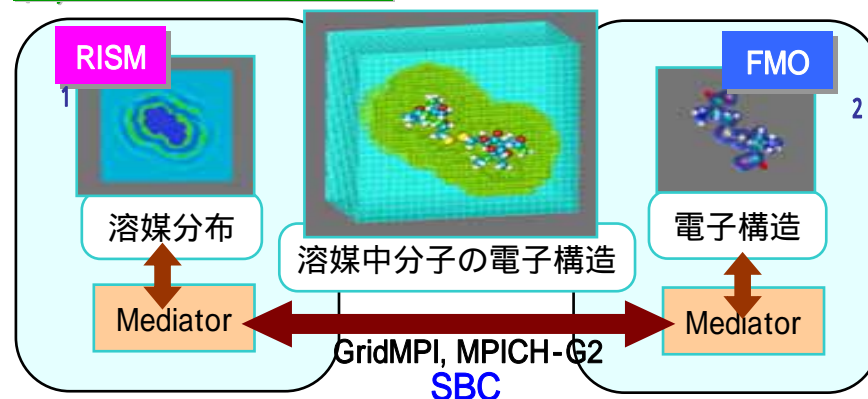 RISM
FMO
1
2
溶媒分布
溶媒中分子の電子構造
電子構造
Mediator
Mediator
GridMPI, MPICH-G2
SBC